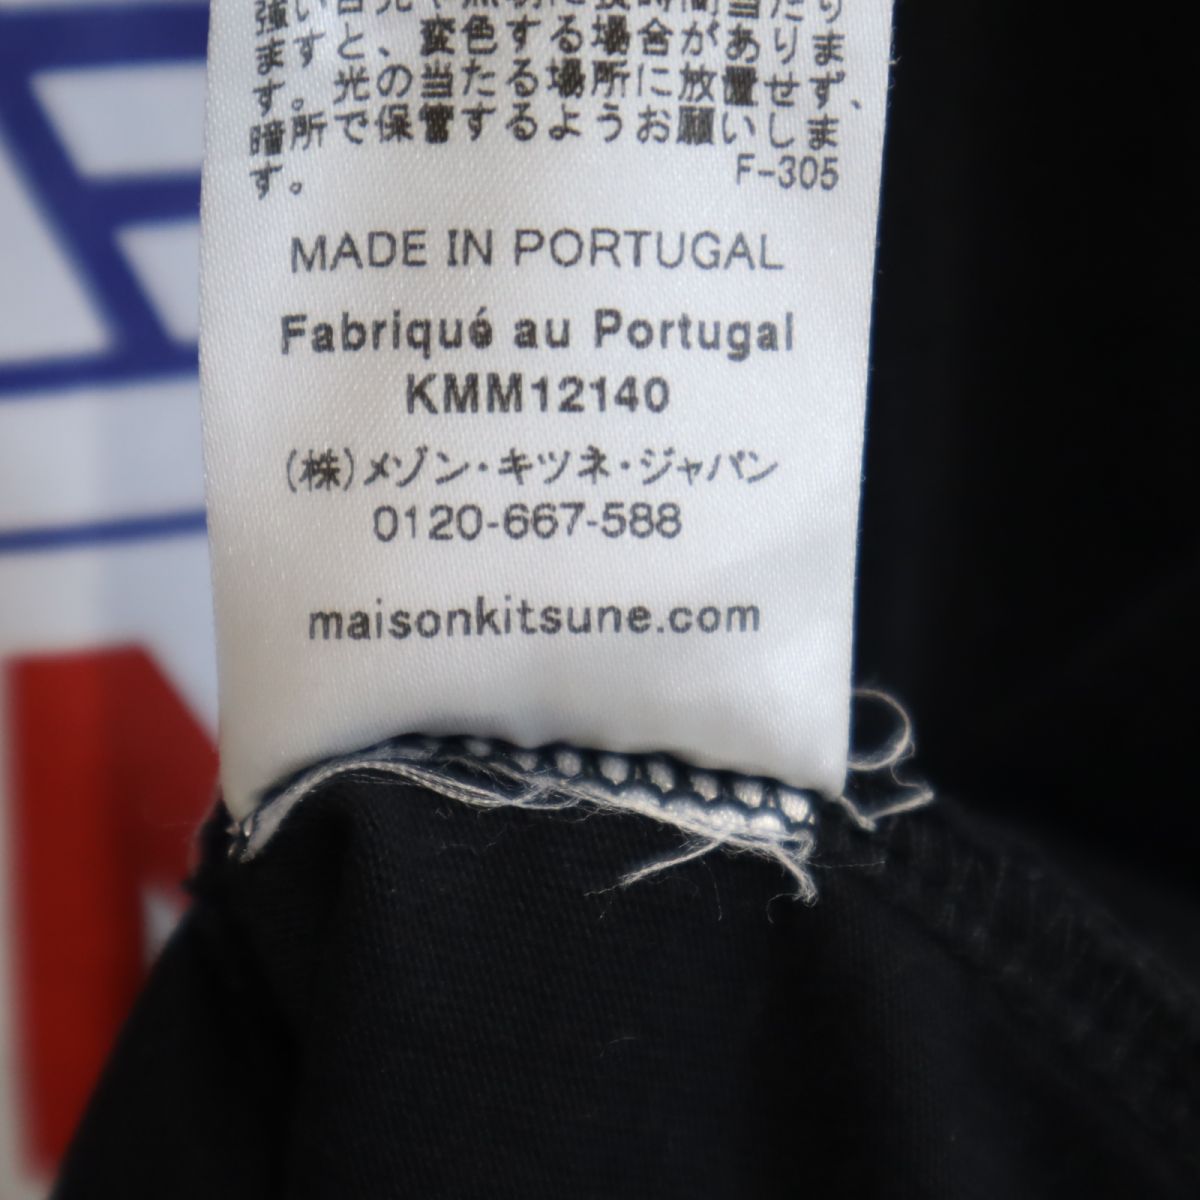 ます。と、変色する場合がありま
す。光の当たる場所に放置せず、
暗所で保管するようお願いしま
す。
F-305
MADE IN PORTUGAL
Fabriqué au Portugal
KMM12140
(株)メゾン・キツネ・ジャパン
0120-667-588
maisonkitsune.com